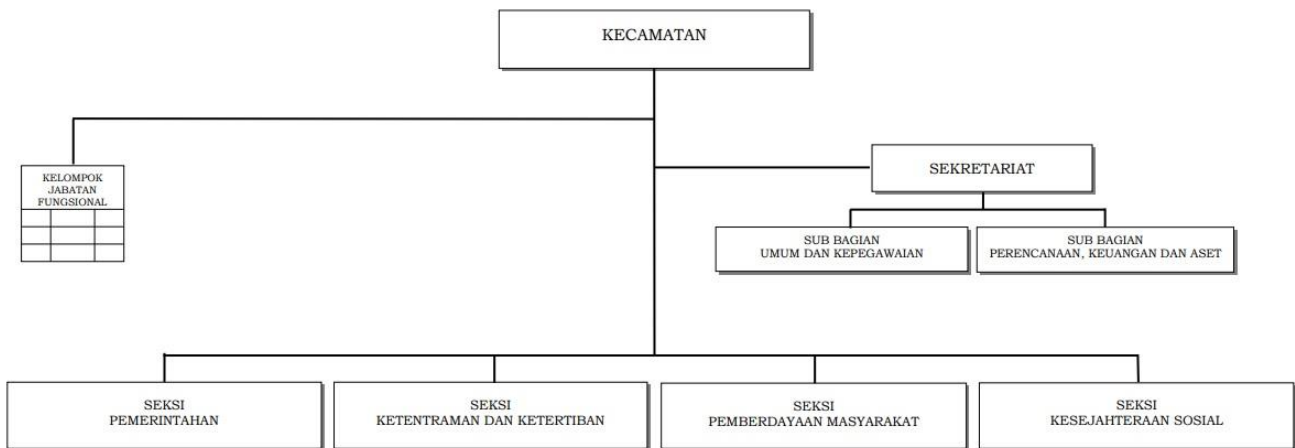 KECAMATAN
KELOMPOK
JABATAN
FUNGSIONAL
SEKRETARIAT
SUB BAGIAN
UMUM DAN KEPEGAWAIAN
SUB BAGIAN
PERENCANAAN, KEUANGAN DAN ASET
SEKSI
PEMERINTAHAN
SEKSI
KETENTRAMAN DAN KETERTIBAN
SEKSI
PEMBERDAYAAN MASYARAKAT
SEKSI
KESEJAHTERAAN SOSIAL